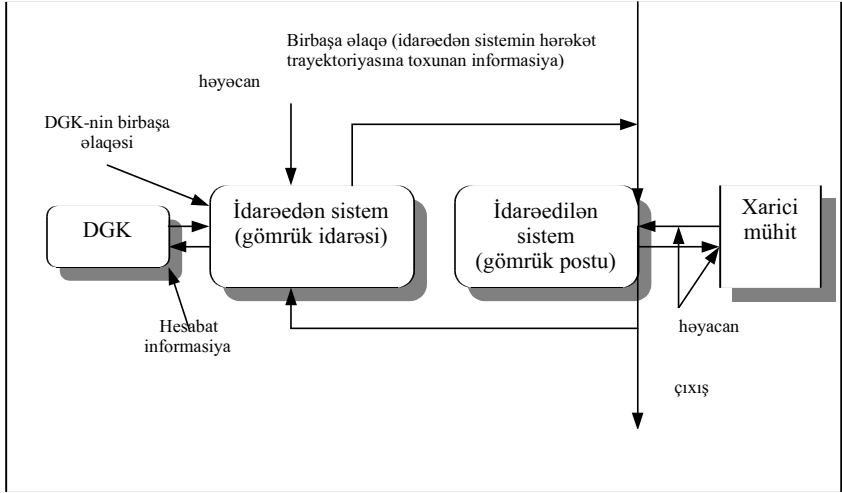 Birbaşa əlaqə (idarəedən sistemin hərəkət
trayektoriyasına toxunan informasiya)
həyəcan
DGK-nin birbaşa
əlaqəsi
DGK
İdarəedən sistem
(gömrük idarəsi)
İdarəedilən
sistem
(gömrük postu)
Xarici
mühit
Hesabat
informasiya
həyacan
çıxış